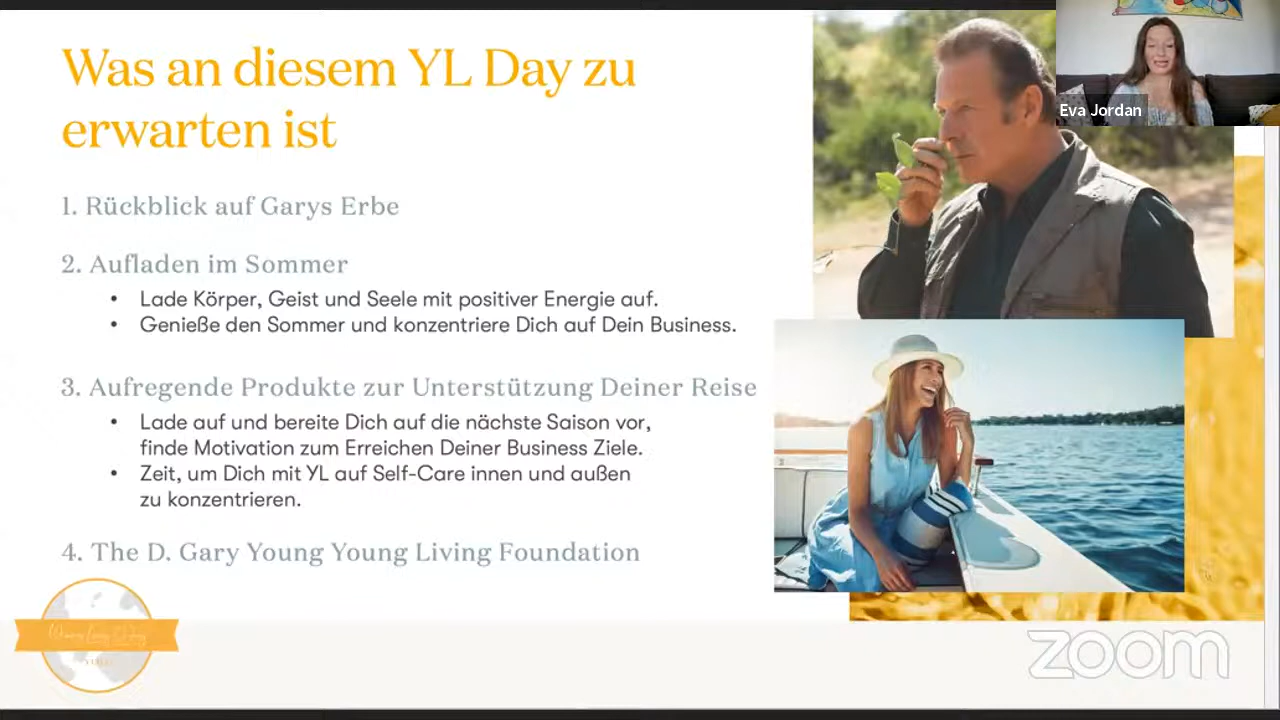 Was an diesem YL Day zu
erwarten ist
1. Rückblick auf Garys Erbe
2. Aufladen im Sommer
• Lade Körper, Geist und Seele mit positiver Energie auf.
• Genieße den Sommer und konzentriere Dich auf Dein Business.
3. Aufregende Produkte zur Unterstützung Deiner Reise
• Lade auf und bereite Dich auf die nächste Saison vor,
finde Motivation zum Erreichen Deiner Business Ziele.
• Zeit, um Dich mit YL auf Self-Care innen und außen
zu konzentrieren.
4. The D. Gary Young Young Living Foundation
Eva Jordan
zoom